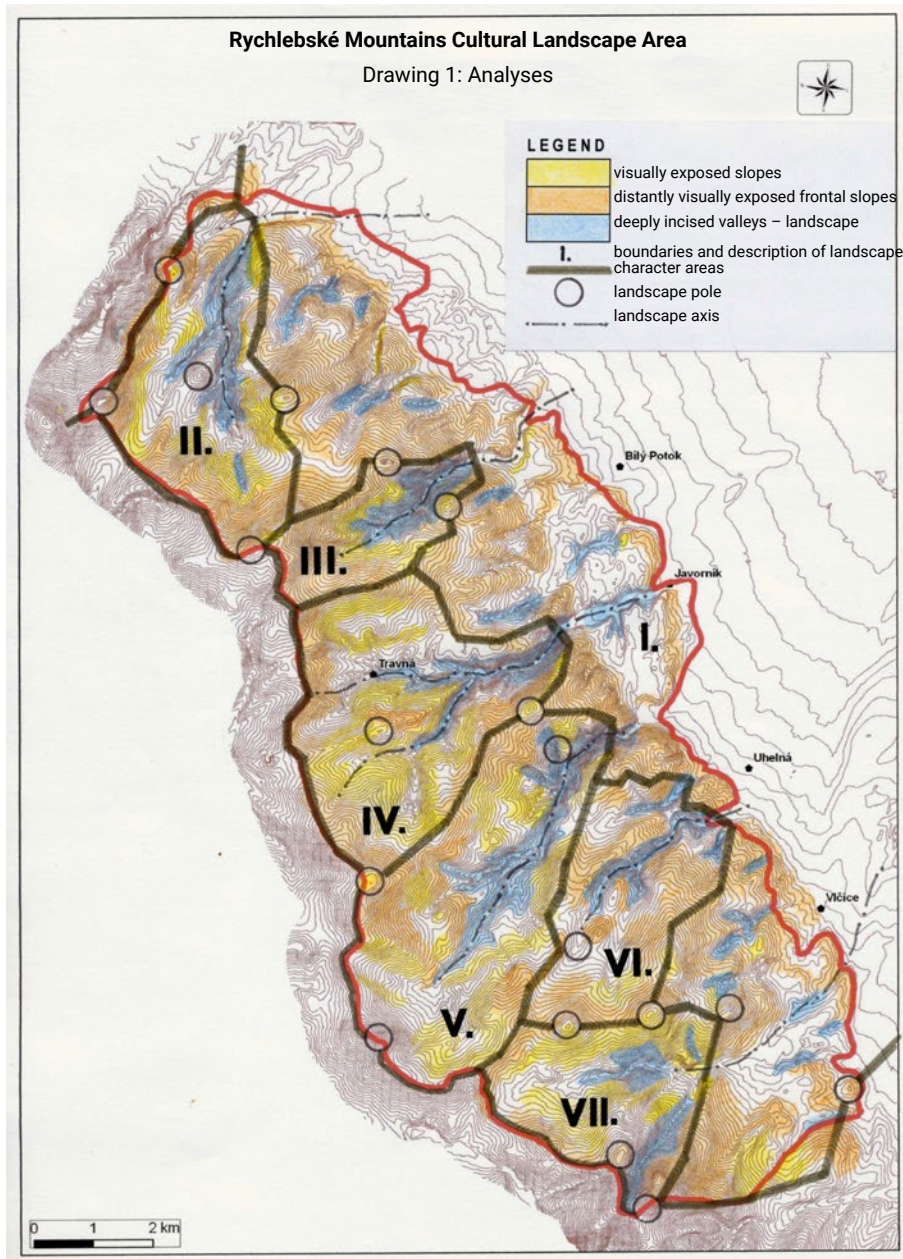 Rychlebské Mountains Cultural Landscape Area
Drawing 1: Analyses
LEGEND
visually exposed slopes
distantly visually exposed frontal slopes
deeply incised valleys – landscape
1.
boundaries and description of landscape
character areas
landscape pole
landscape axis
II.
Bílý Potok
III.
Javorník
I.
Travná
Uhelná
IV.
Vlčice
VI.
V.
VII.
0 1 2 km